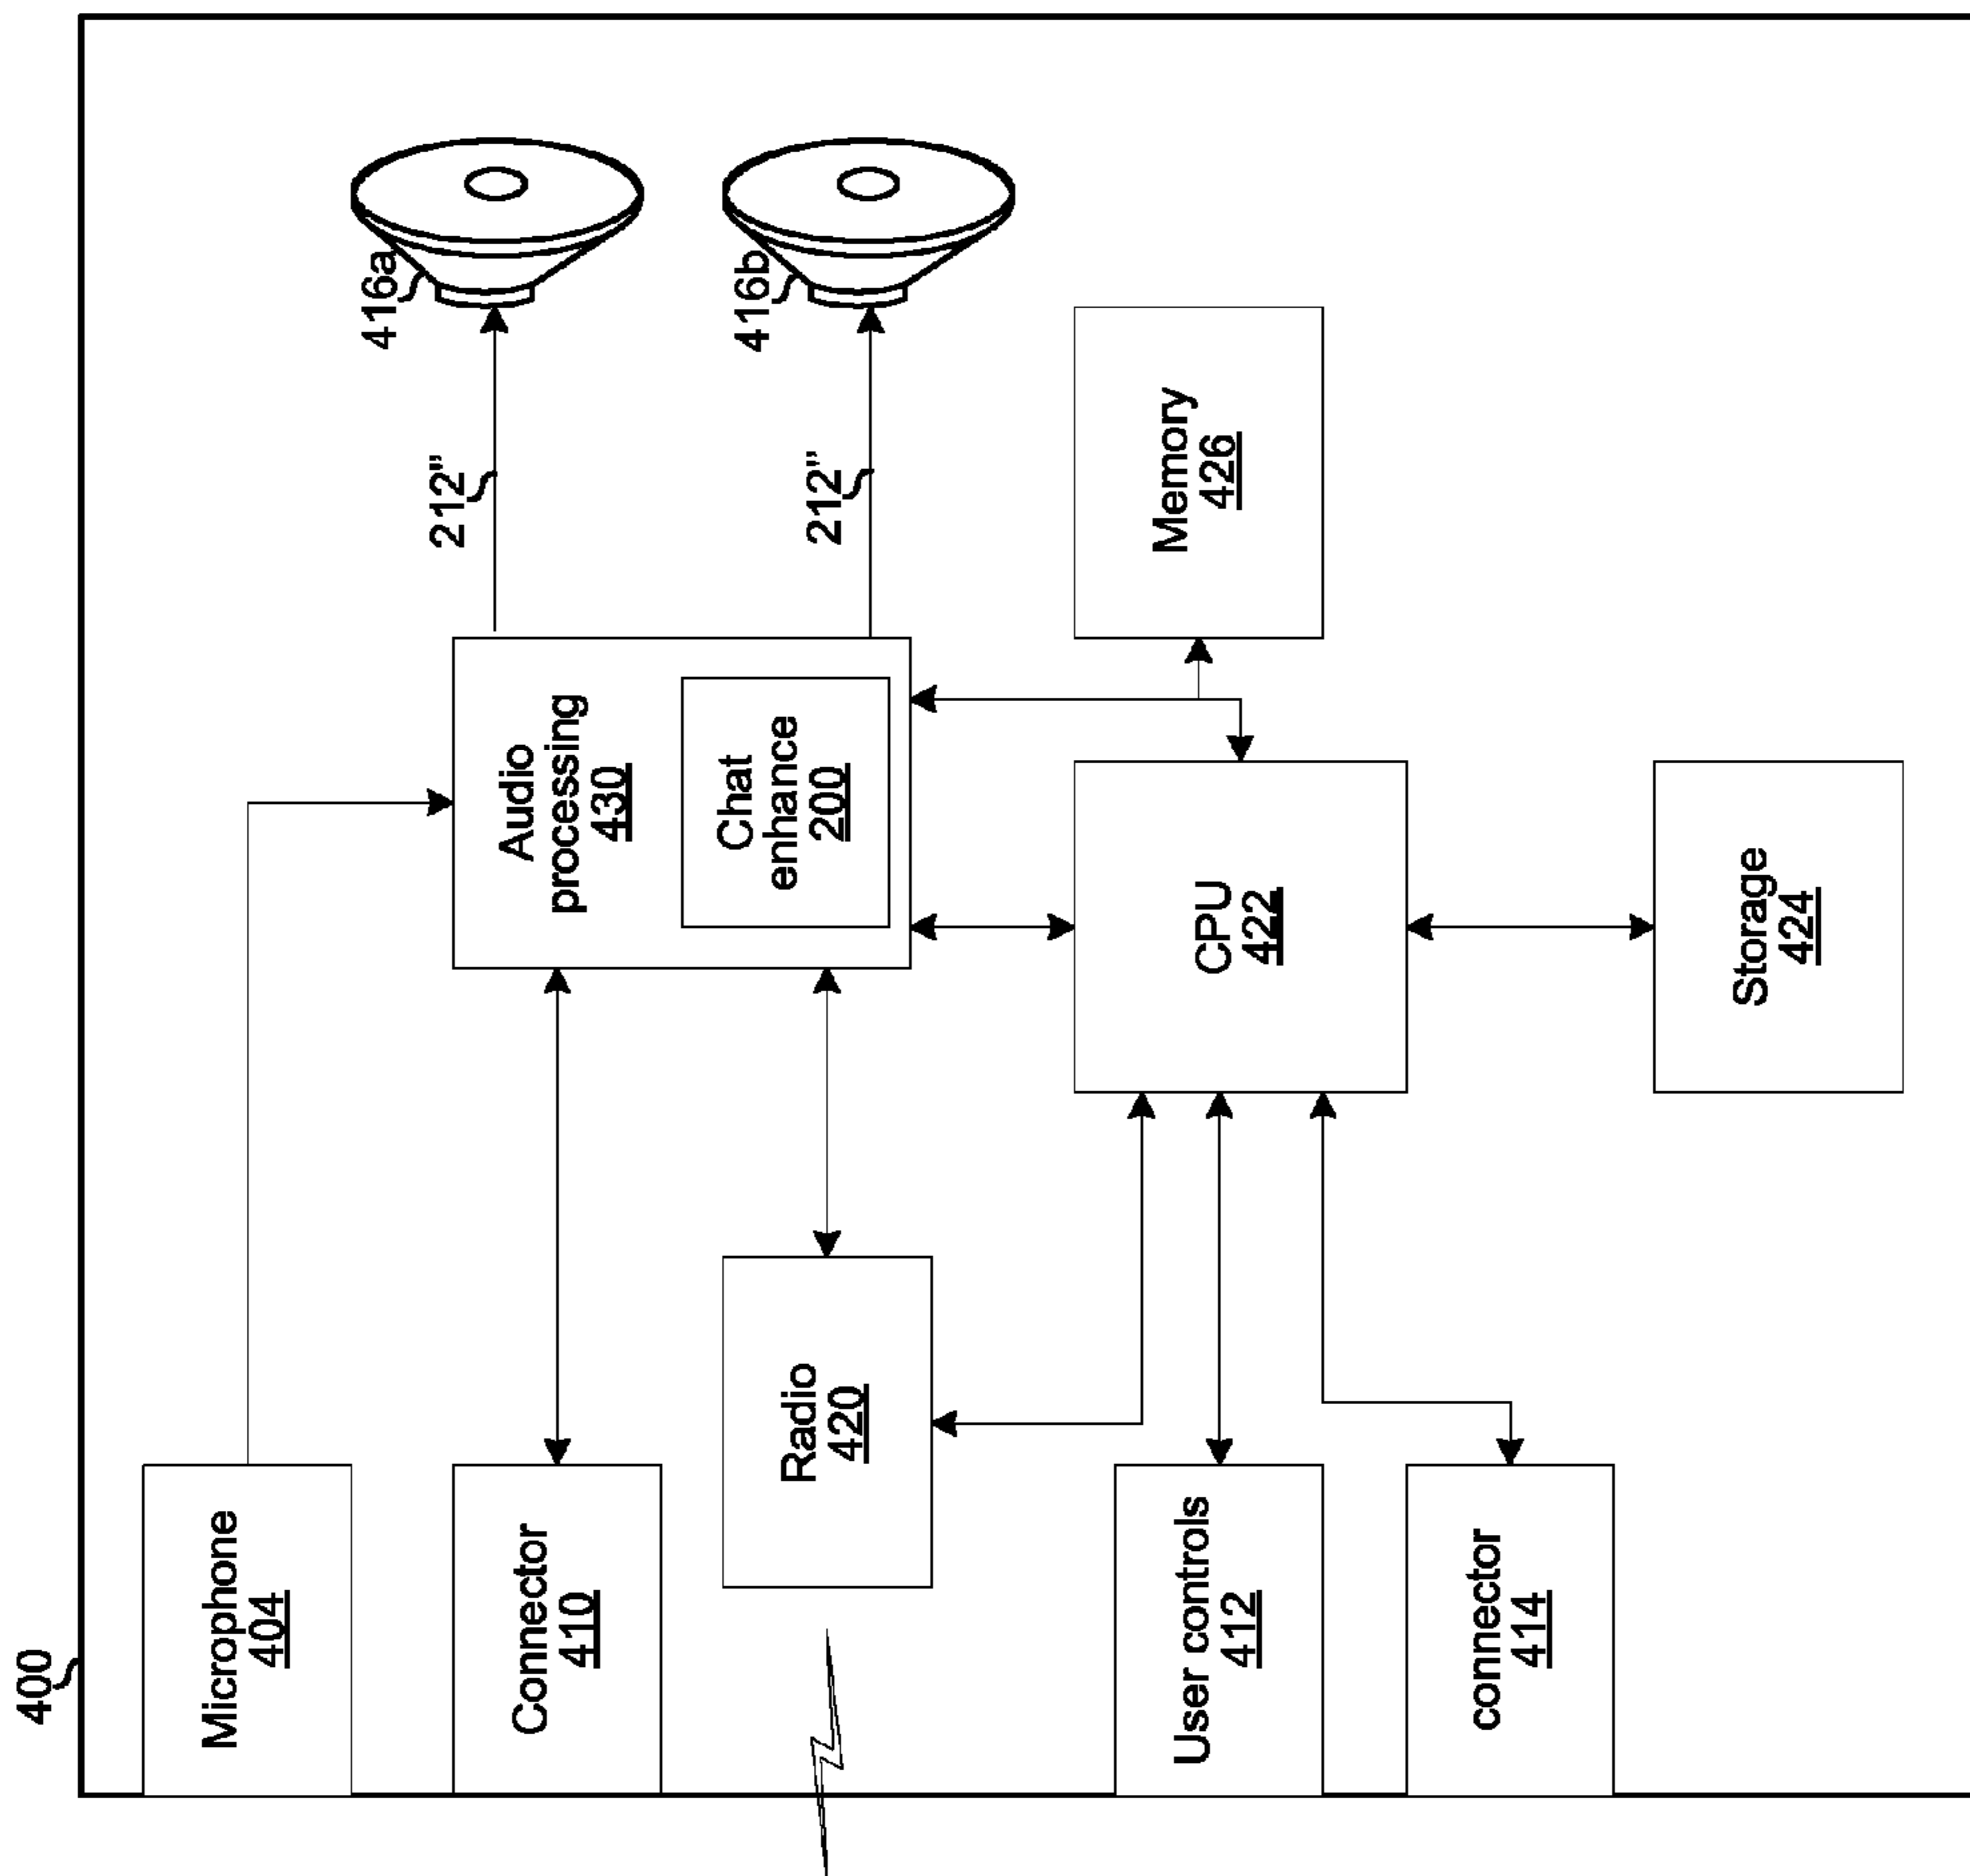 400
Microphone
404
Connector
410
Radio
420
User controls
412
connector
414
Audio
processing
430
Chat
enhance
200
CPU
422
Storage
424
Memory
426
212”
212”
416a
416b